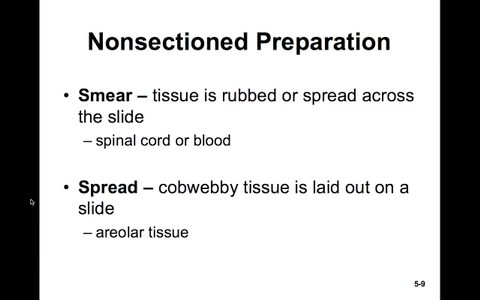 Nonsectioned Preparation
• Smear – tissue is rubbed or spread across
the slide
– spinal cord or blood
• Spread – cobwebby tissue is laid out on a
slide
– areolar tissue
5-9